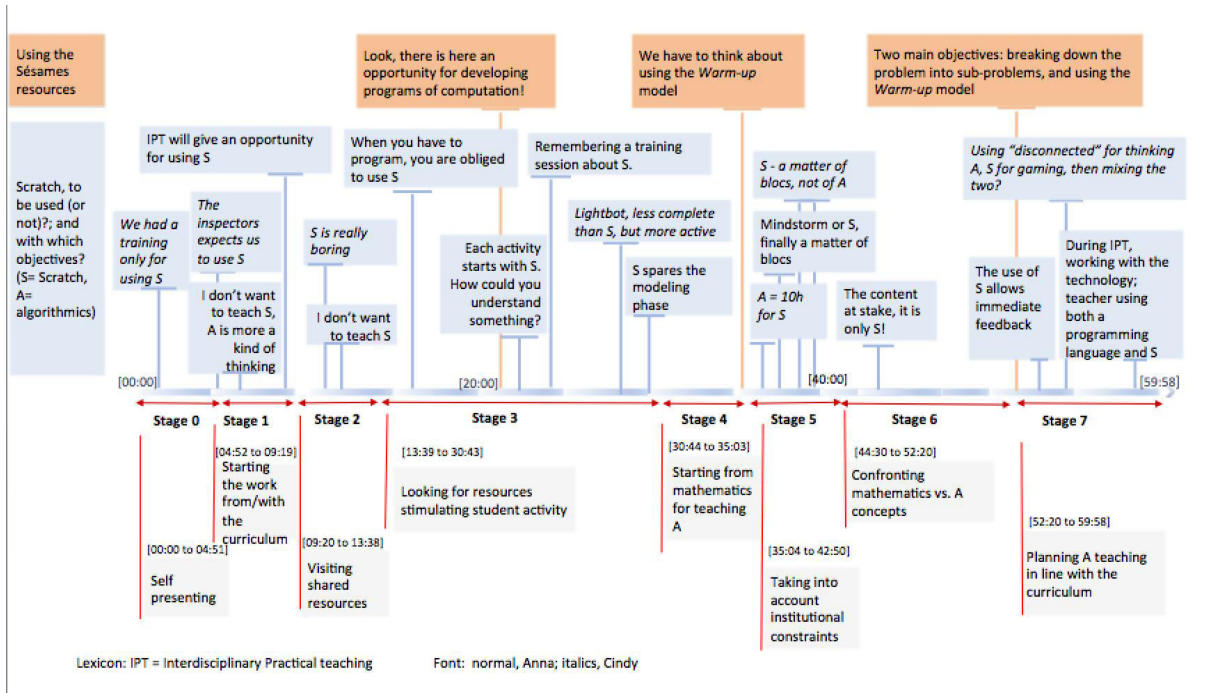 Using the
Sésames
resources
Look, there is here an
opportunity for developing
programs of computation!
We have to think about
using the Warm-up
model
Two main objectives: breaking down the
problem into sub-problems, and using the
Warm-up model
Scratch, to
be used (or
not)?; and
with which
objectives?
(S= Scratch,
A=
algorithmics)
IPT will give an opportunity
for using S
We had a
training
only for
using S
The
inspectors
expects us
to use S
I don't want
to teach S,
A is more a
kind of
thinking
When you have to
program, you are obliged
to use S
S is really
boring
I don't want
to teach S
Remembering a training
session about S.
Each activity
starts with S.
How could you
understand
something?
Lightbot, less complete
than S, but more active
S spares the
modeling
phase
S - a matter of
blocs, not of A
Mindstorm or S,
finally a matter of
blocs
A = 10h
for S
The content
at stake, it is
only S!
Using "disconnected" for thinking
A, S for gaming, then mixing the
two?
The use of
S allows
immediate
feedback
During IPT,
working with the
technology;
teacher using
both a
programming
language and S
[00:00]
[20:00]
[40:00]
[59:58]
Stage 0
Stage 1
Stage 2
Stage 3
Stage 4
Stage 5
Stage 6
Stage 7
[00:00 to 04:51]
Self
presenting
[04:52 to 09:19]
Starting
the work
from/with
the
curriculum
[09:20 to 13:38]
Visiting
shared
resources
[13:39 to 30:43]
Looking for resources
stimulating student activity
[30:44 to 35:03]
Starting from
mathematics
for teaching
A
[35:04 to 42:50]
Taking into
account
institutional
constraints
[44:30 to 52:20]
Confronting
mathematics vs. A
concepts
[52:20 to 59:58]
Planning A teaching
in line with the
curriculum
Lexicon: IPT = Interdisciplinary Practical teaching
Font: normal, Anna; italics, Cindy